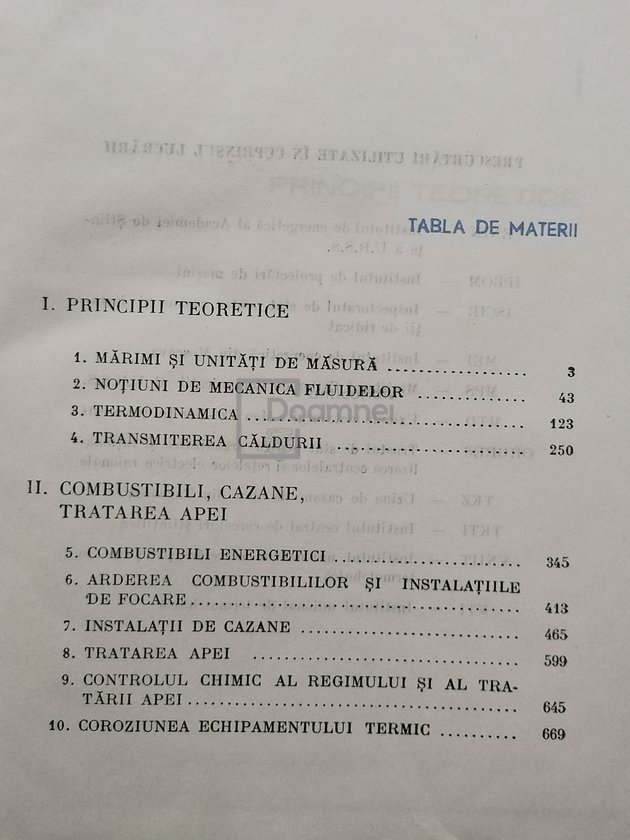 TABLA DE MATERII
I. PRINCIPII TEORETICE
1. MĂRIMI ȘI UNITĂȚI DE MĂSURĂ .................. 3
2. NOȚIUNI DE MECANICA FLUIDELOR .............. 43
3. TERMODINAMICA .................................. 123
4. TRANSMITEREA CĂLDURII ........................ 250
II. COMBUSTIBILI, CAZANE,
TRATAREA APEI
5. COMBUSTIBILI ENERGETICI ........................ 345
6. ARDEREA COMBUSTIBILILOR ȘI INSTALAȚIILE
DE FOCARE .......................................... 413
7. INSTALAȚII DE CAZANE ............................ 465
8. TRATAREA APEI .................................. 599
9. CONTROLUL CHIMIC AL REGIMULUI ȘI AL TRA-
TĂRII APEI .......................................... 645
10. COROZIUNEA ECHIPAMENTULUI TERMIC .......... 669
Doamnei